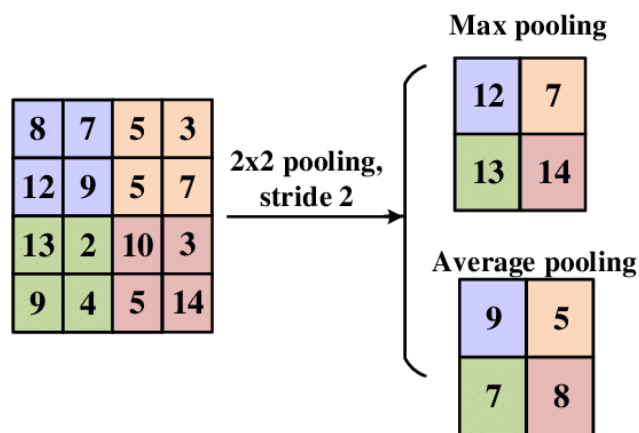 8 7 5 3
12 9 5 7
13 2 10 3
9 4 5 14
2x2 pooling,
stride 2
Max pooling
12 7
13 14
Average pooling
9 5
7 8